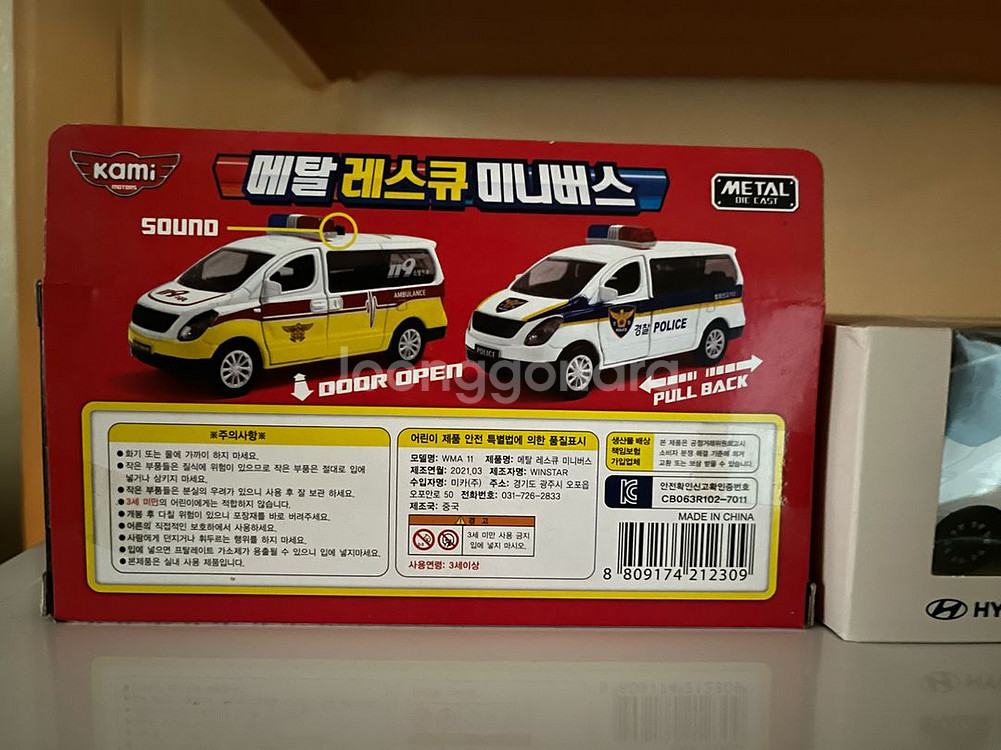 Kami
MOTORS
메탈 레스큐 미니버스
METAL
DIE CAST
SOUND
119
AMBULANCE
POLICE
경찰 POLICE
POLICE
Joonggonara
DOOR OPEN
PULL BACK
※주의사항※
● 화기 또는 물에 가까이 하지 마세요.
● 작은 부품들은 질식에 위험이 있으므로 작은 부품은 절대로 입에
넣거나 삼키지 마세요.
● 작은 부품들은 분실의 우려가 있으니 사용 후 잘 보관 하세요.
● 3세 미만의 어린이에게는 적합하지 않습니다.
● 개봉 후 다칠 위험이 있으니 포장재를 바로 버려주세요.
● 어른의 직접적인 보호하에서 사용하세요.
● 사람에게 던지거나 휘두르는 행위를 하지 마세요.
● 입에 넣으면 프탈레이트 가소제가 용출될 수 있으니 입에 넣지마세요.
● 본제품은 실내 사용 제품입니다.
어린이 제품 안전 특별법에 의한 품질표시
모델명: WMA 11 제품명: 메탈 레스큐 미니버스
제조연월: 2021.03 제조자명: WINSTAR
수입자명: 미카(주) 주소: 경기도 광주시 오포읍
오포안로 50 전화번호: 031-726-2833
제조국: 중국
경 고
3세 미만 사용 금지
입에 넣지 마시오.
사용연령: 3세이상
생산물 배상
책임보험
가입업체
본 제품은 공정거래위원회고시
소비자 분쟁 해결 기준에 의거
교환 또는 보상 받을 수 있습니다.
KC
안전확인신고확인증번호
CB063R102-7011
MADE IN CHINA
8 809174 212309
HY